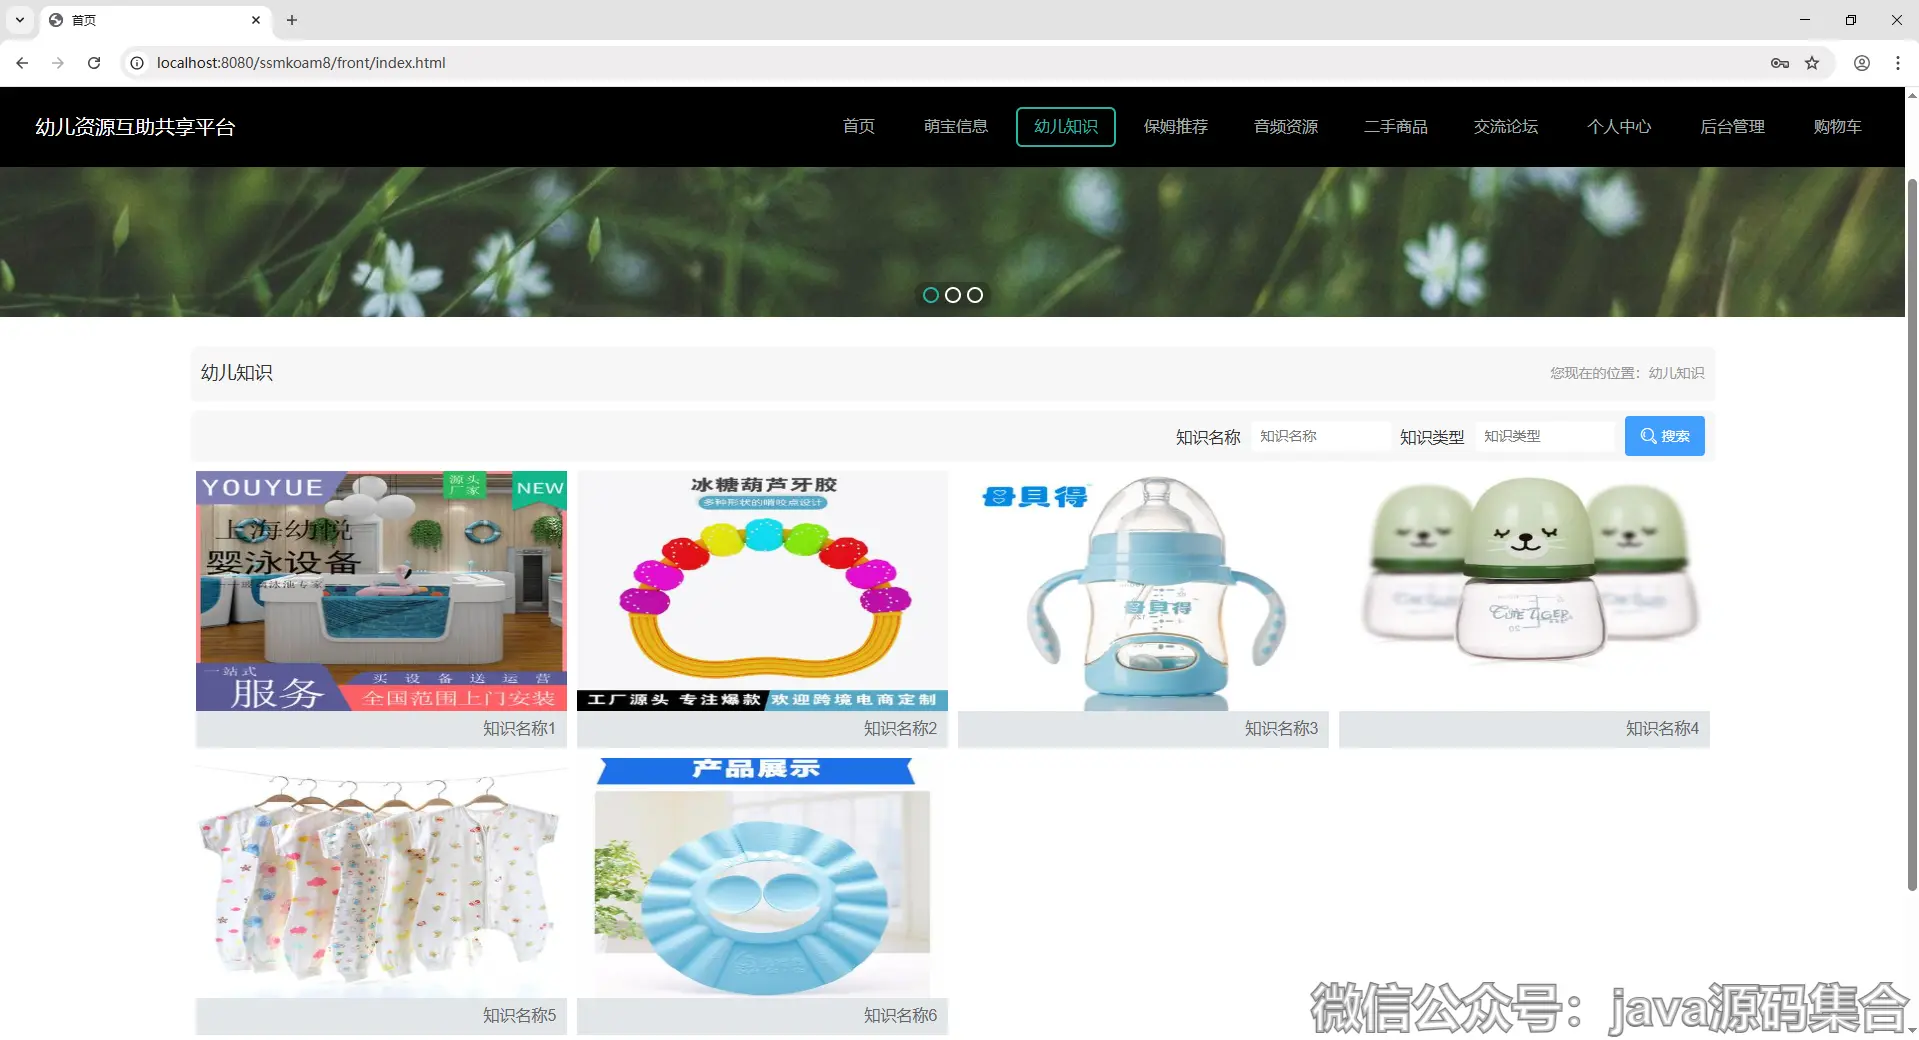 首页
localhost:8080/ssmkoam8/front/index.html
幼儿资源互助共享平台
首页 萌宝信息 幼儿知识 保姆推荐 音频资源 二手商品 交流论坛 个人中心 后台管理 购物车
幼儿知识
您现在的位置：幼儿知识
知识名称 知识名称 知识类型 知识类型 搜索
YOUYUE
源头
厂家
NEW
上海幼悦
婴泳设备
一站式
服务
买设备送运营
全国范围上门安装
知识名称1
冰糖葫芦牙胶
多种形状的啃咬点设计
工厂源头 专注爆款 欢迎跨境电商定制
知识名称2
母貝得
母貝得
知识名称3
CUTE TIGER
知识名称4
知识名称5
产品展示
知识名称6
微信公众号：java源码集合